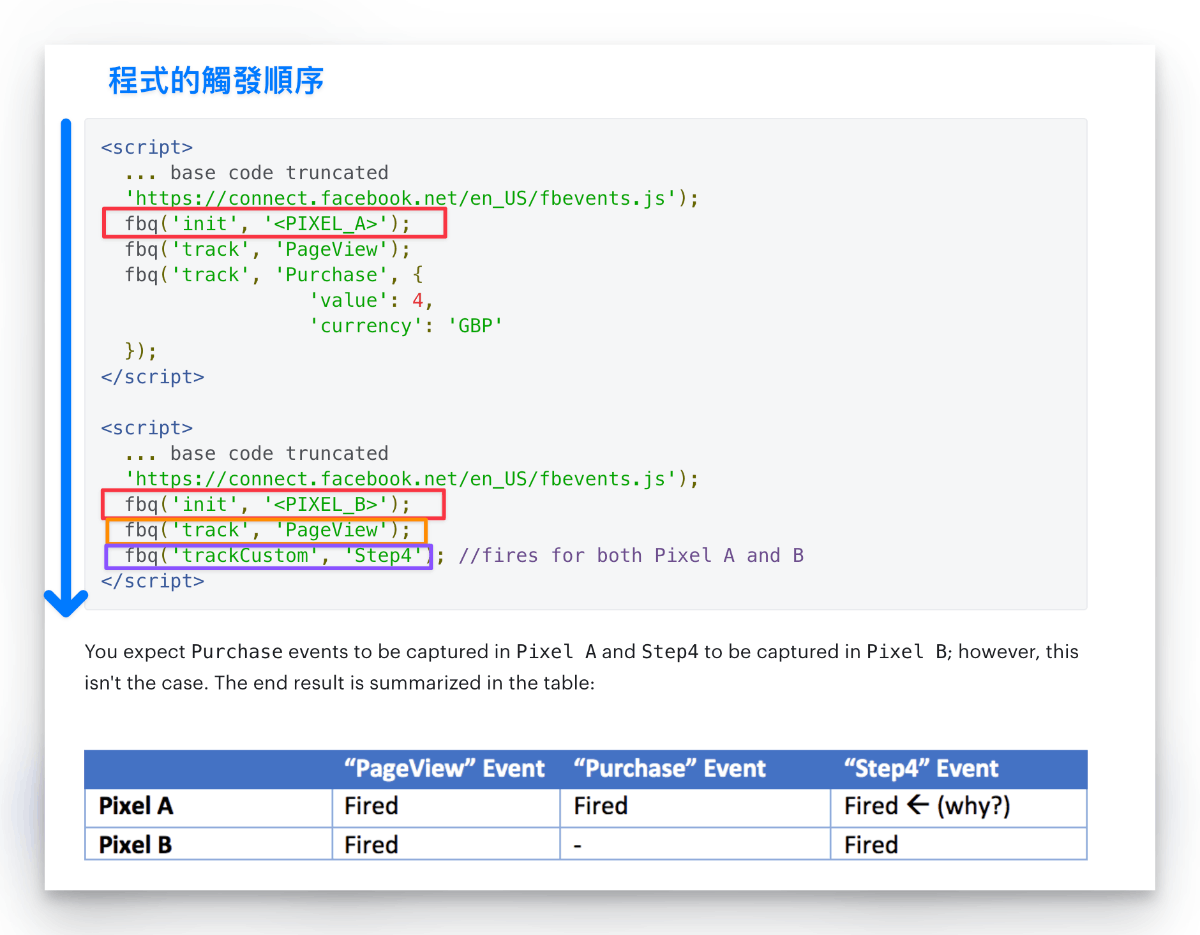 程式的觸發順序
<script>
... base code truncated
'https://connect.facebook.net/en_US/fbevents.js');
fbq('init', '<PIXEL_A>');
fbq('track', 'PageView');
fbq('track', 'Purchase', {
'value': 4,
'currency': 'GBP'
});
</script>
<script>
... base code truncated
'https://connect.facebook.net/en_US/fbevents.js');
fbq('init', '<PIXEL_B>');
fbq('track', 'PageView');
fbq('trackCustom', 'Step4'); //fires for both Pixel A and B
</script>
You expect Purchase events to be captured in Pixel A and Step4 to be captured in Pixel B; however, this
isn't the case. The end result is summarized in the table:
“PageView” Event “Purchase” Event “Step4” Event
Pixel A Fired Fired Fired ← (why?)
Pixel B Fired - Fired